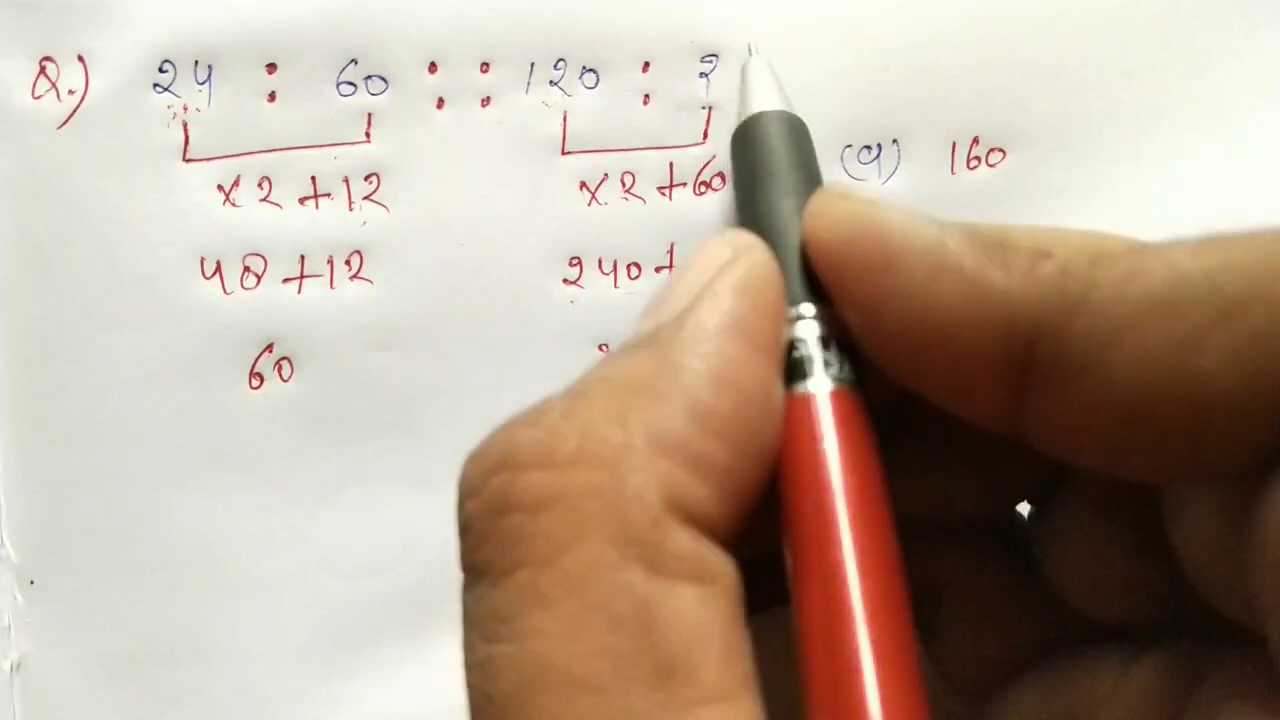 Q.) 24 : 60 :: 120 : ?
(a) 160
×2+12 ×2+60
48+12 240+
60